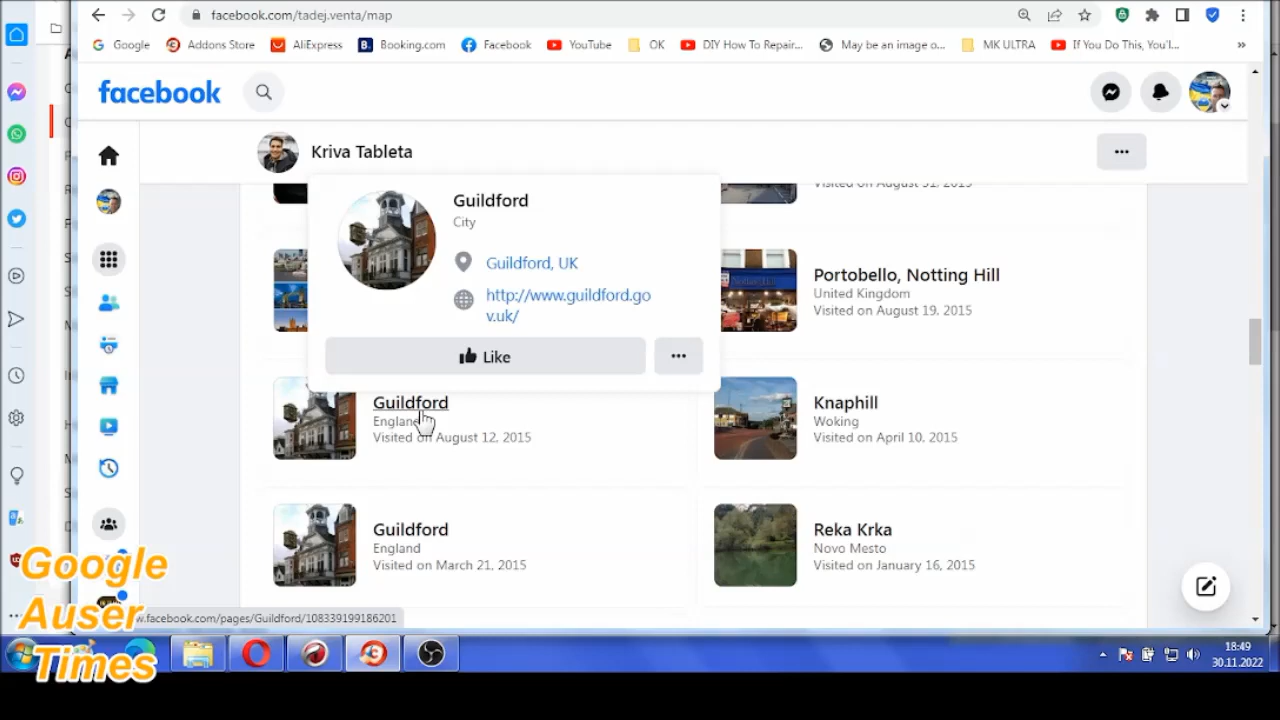 facebook.com/tadej.venta/map
Google
Addons Store
AliExpress
Booking.com
Facebook
YouTube
OK
DIY How To Repair...
May be an image o...
MK ULTRA
If You Do This, You'l...
»
facebook
Kriva Tableta
Visited on August 31, 2015
Guildford
City
Guildford, UK
http://www.guildford.go
v.uk/
Like
Portobello, Notting Hill
United Kingdom
Visited on August 19, 2015
Guildford
England
Visited on August 12, 2015
Knaphill
Woking
Visited on April 10, 2015
Guildford
England
Visited on March 21, 2015
Reka Krka
Novo Mesto
Visited on January 16, 2015
w.facebook.com/pages/Guildford/108339199186201
Google
Auser
Times
18:49
30.11.2022